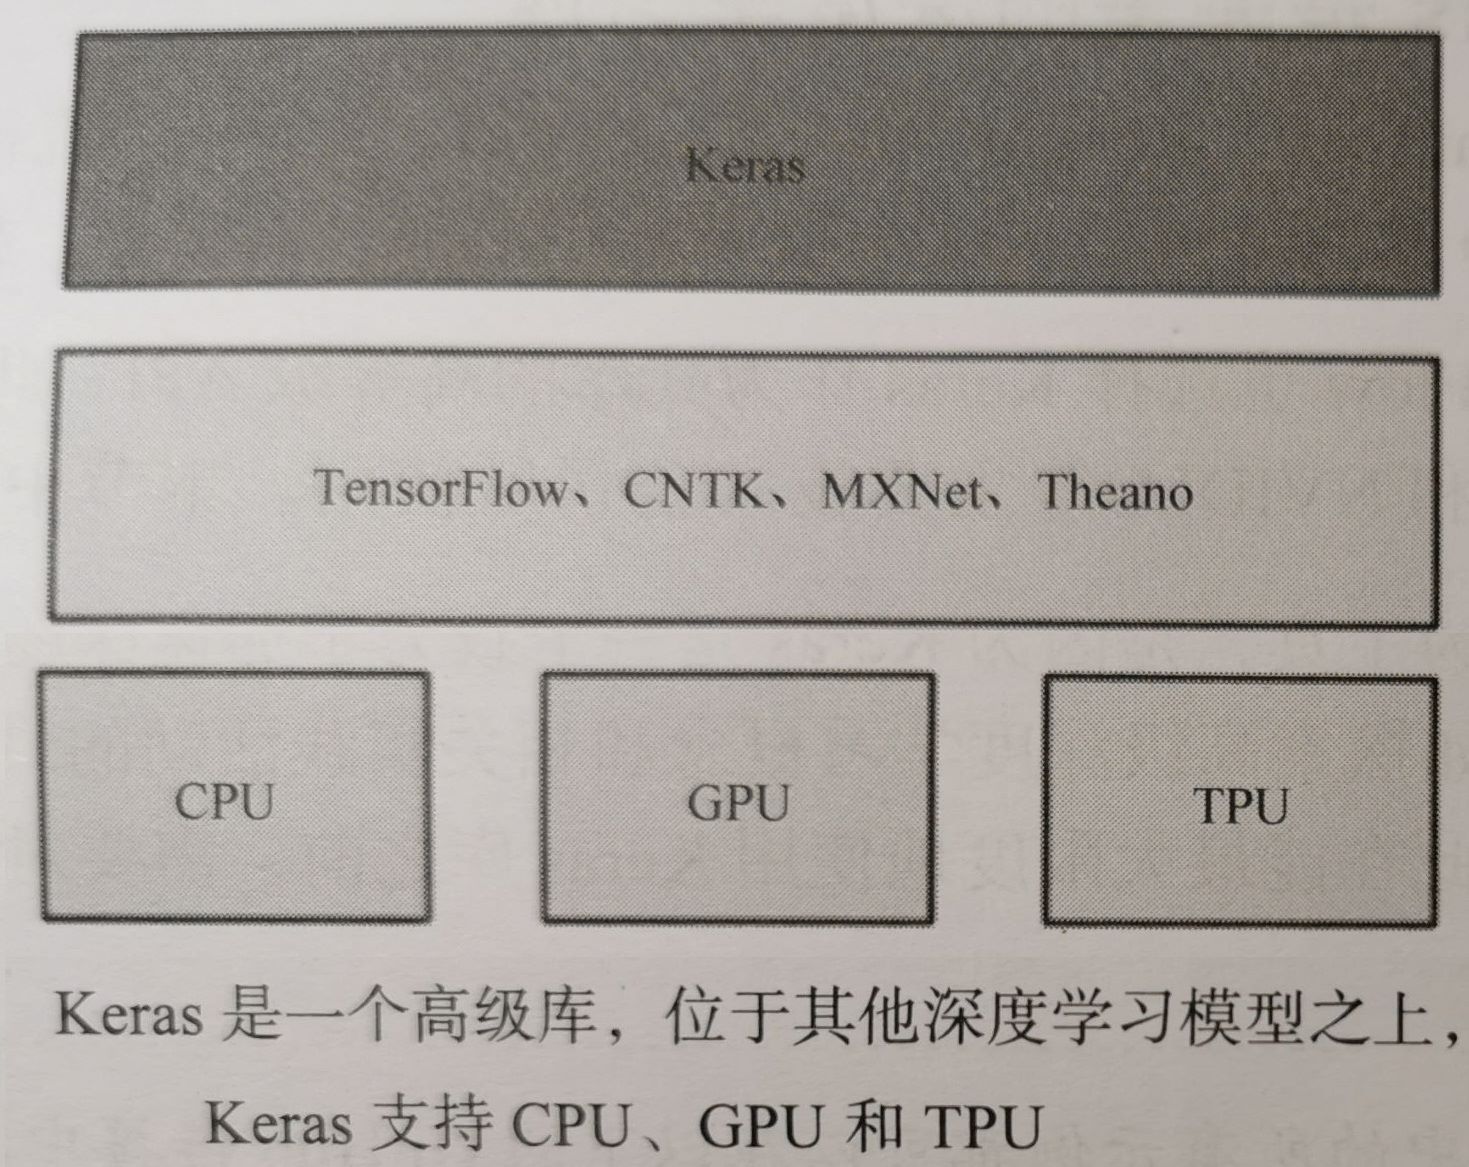 Keras
TensorFlow、CNTK、MXNet、Theano
CPU
GPU
TPU
Keras 是一个高级库，位于其他深度学习模型之上，
Keras 支持 CPU、GPU 和 TPU